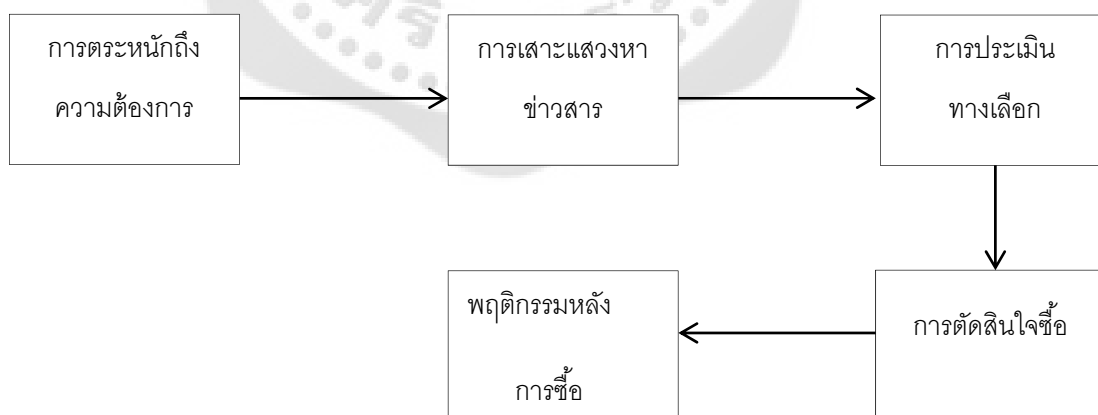 การตระหนักถึง
ความต้องการ
การเสาะแสวงหา
ข่าวสาร
การประเมิน
ทางเลือก
การตัดสินใจซื้อ
พฤติกรรมหลัง
การซื้อ